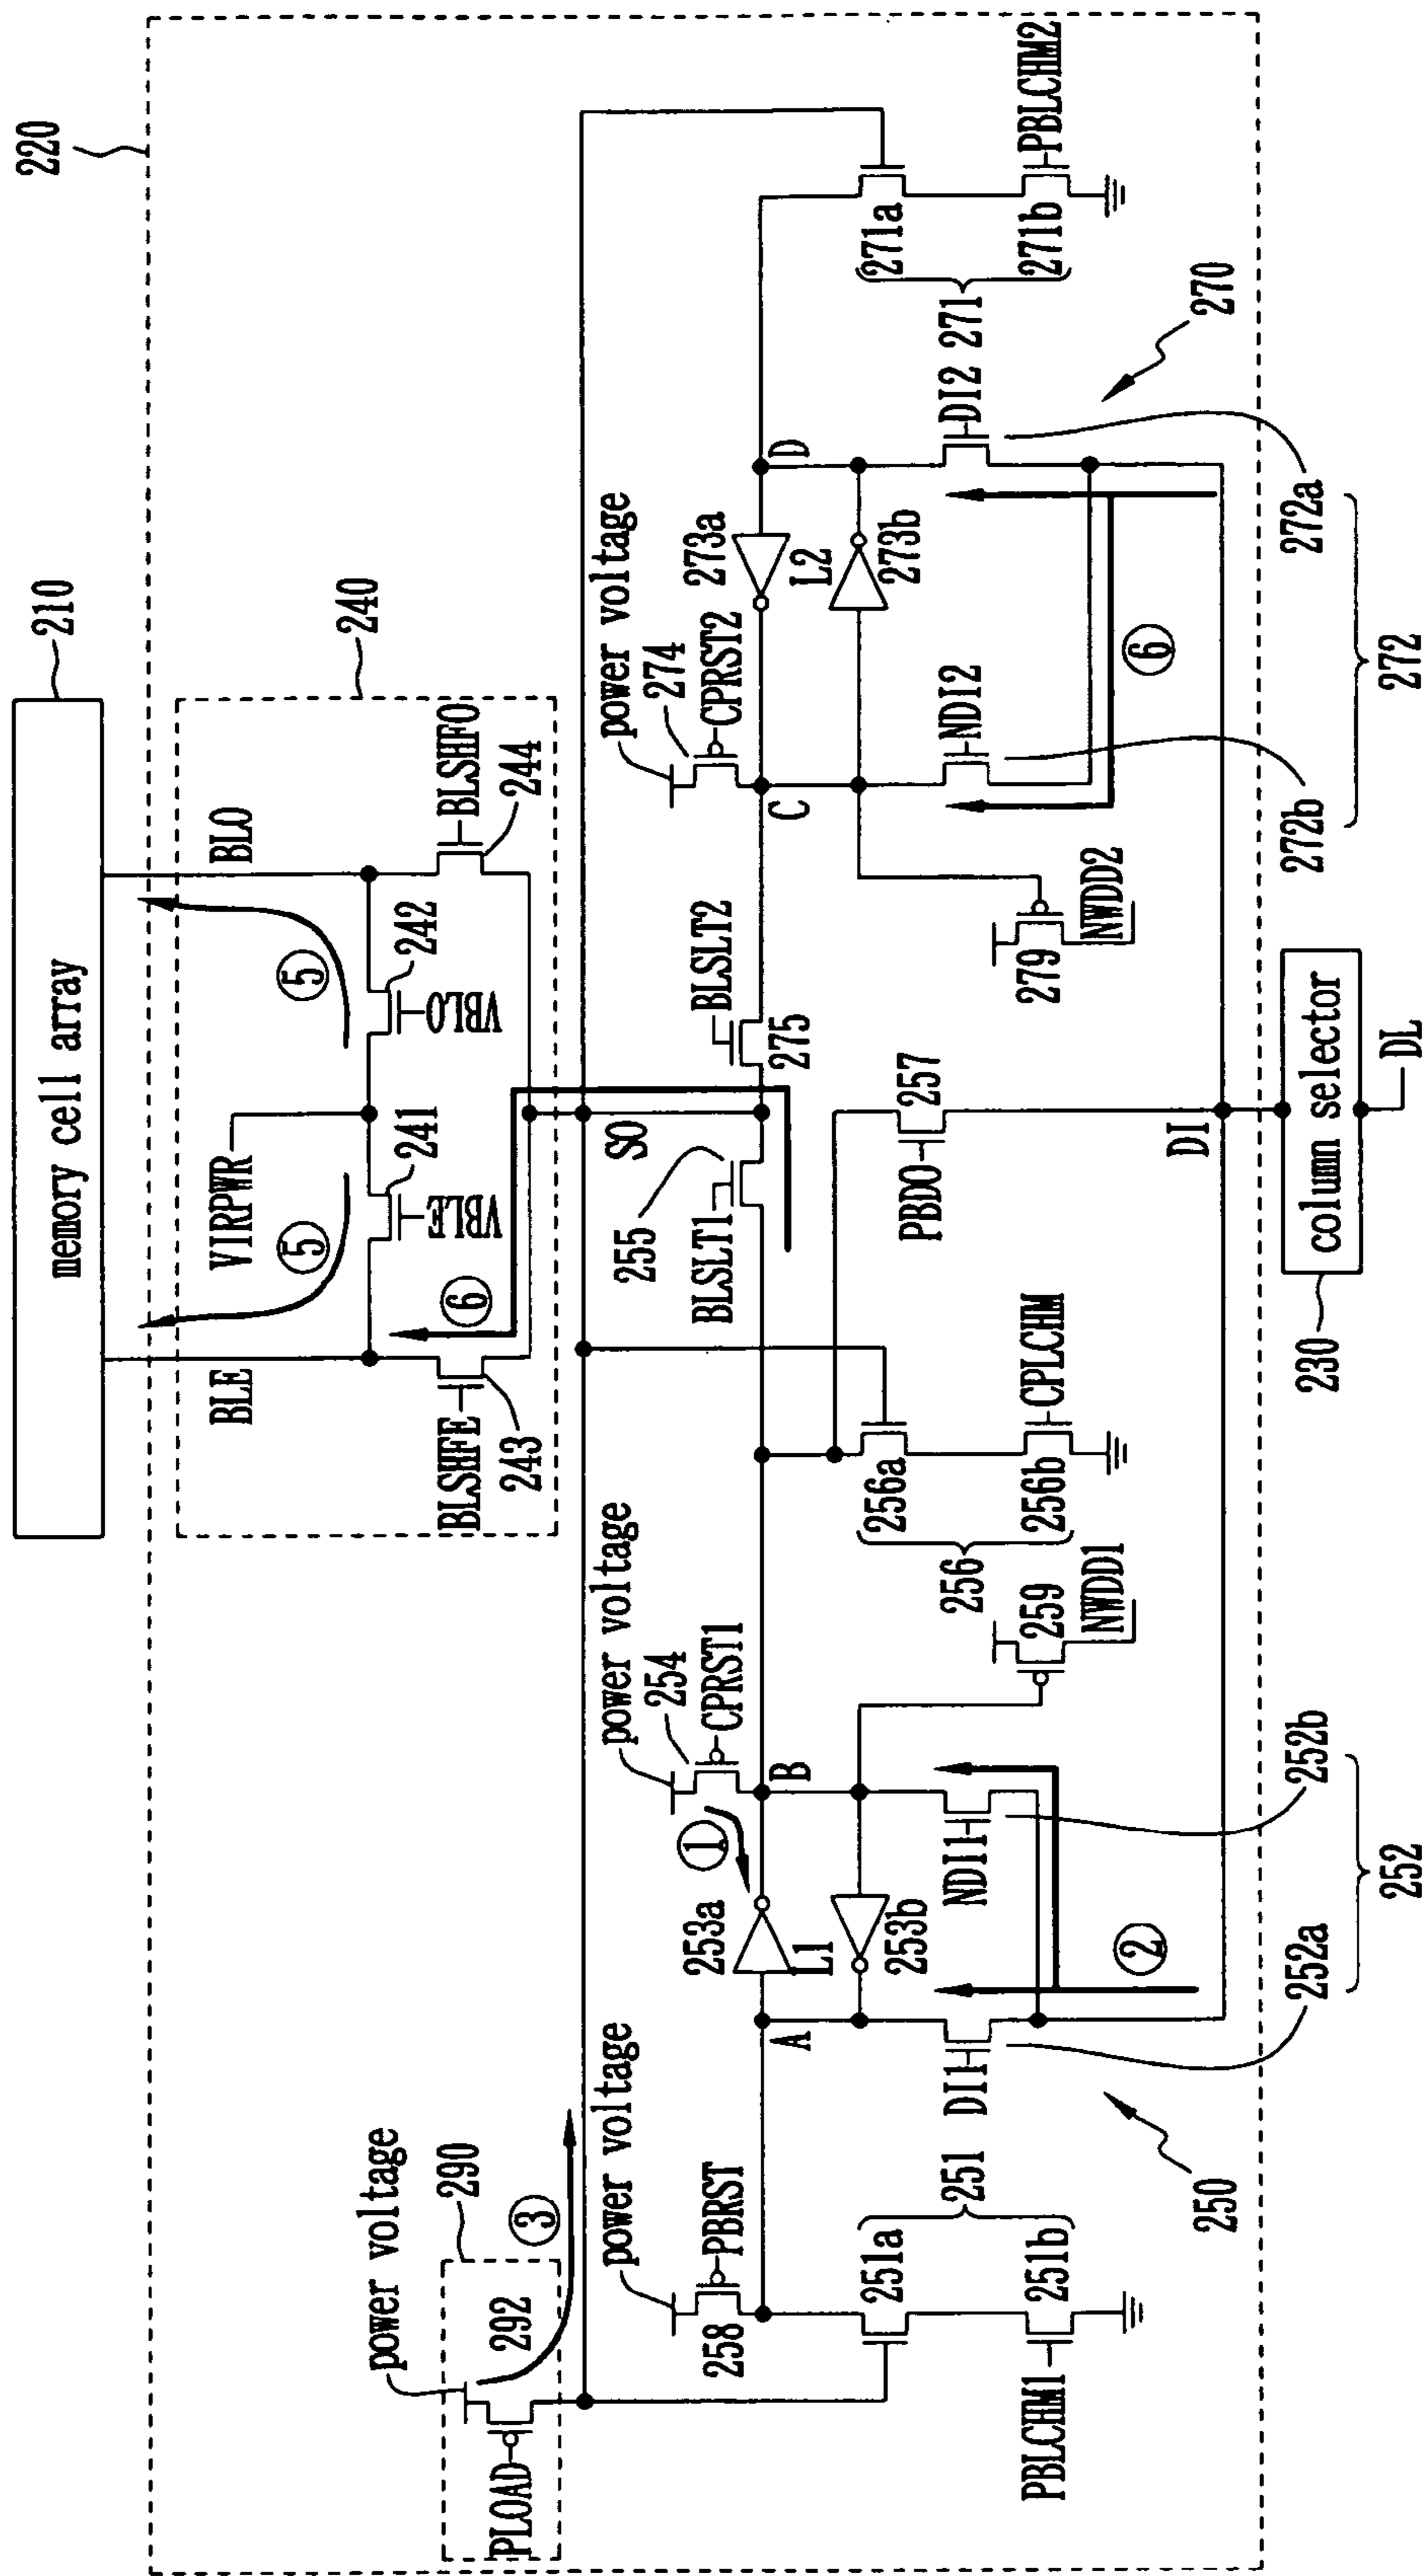 210
memory cell array
220
240
BLE
VIRPWR
BLO
⑤
⑤
241
242
VBLE
VBLO
⑥
BLSHFE
243
BLSHFO
244
power voltage
290
292
PLOAD
③
SO
power voltage
PBRST
258
power voltage
254
CPRST1
①
253a
L1
A
B
253b
255
BLSLT1
BLSLT2
275
power voltage
274
CPRST2
C
D
273a
L2
273b
251a
251b
251
PBLCHM1
DI1
NDI1
②
252a
252b
252
250
259
NWDD1
256a
256b
256
CPLCHM
PBDO
257
279
NWDD2
NDI2
DI2
⑥
272b
272a
272
270
271a
271b
271
PBLCHM2
DI
column selector
230
DL